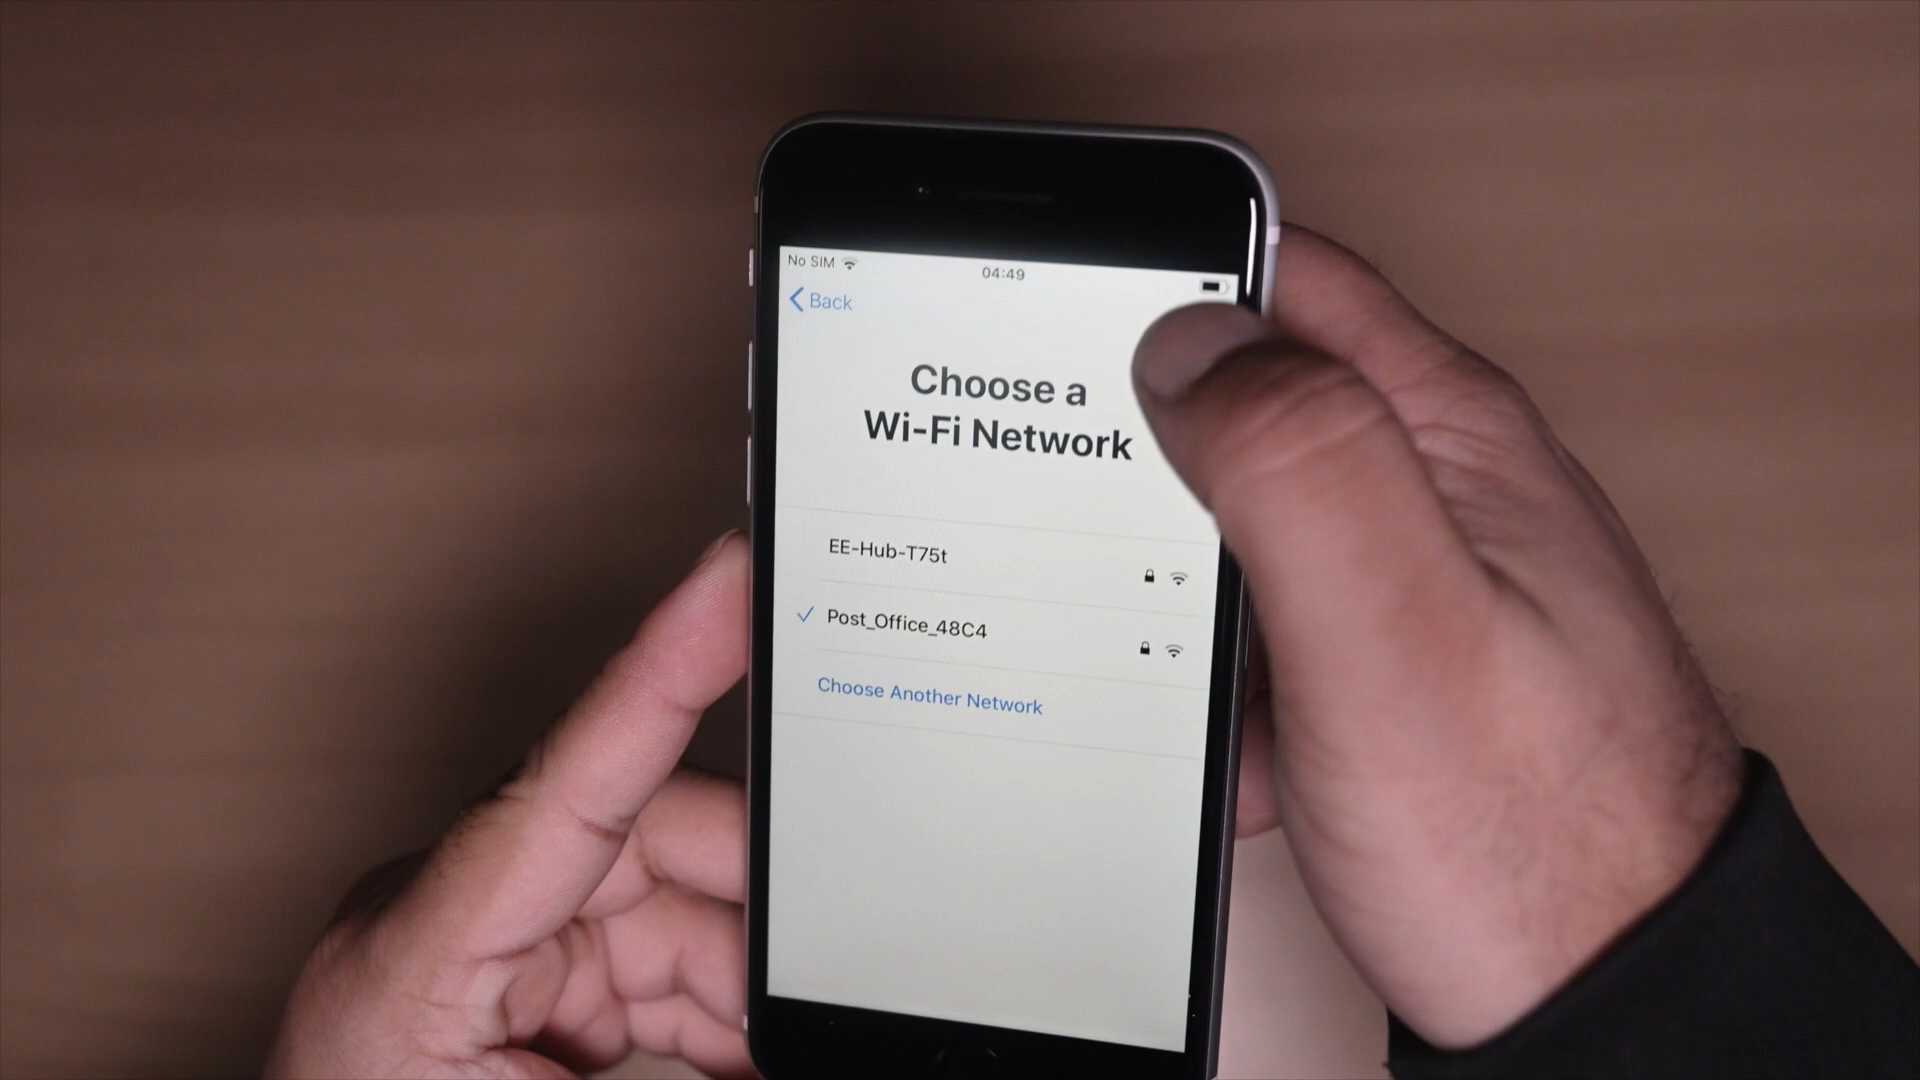 No SIM
04:49
Back
Choose a
Wi-Fi Network
EE-Hub-T75t
Post_Office_48C4
Choose Another Network